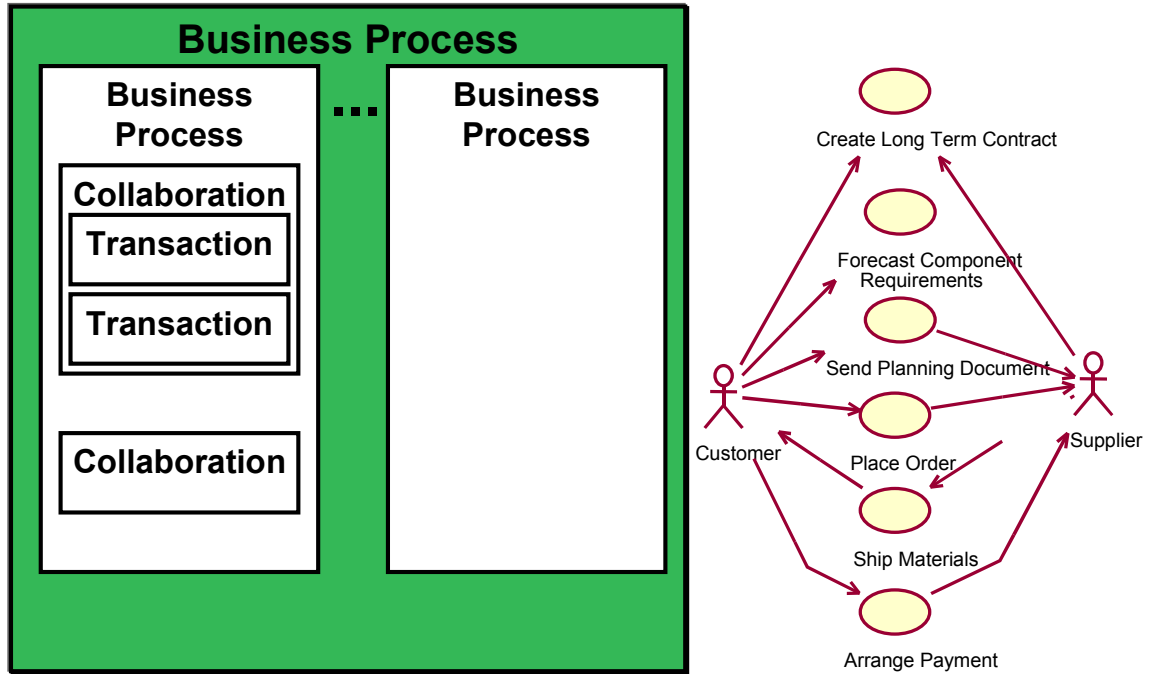 Business Process
Business
Process
...
Business
Process
Collaboration
Transaction
Transaction
Collaboration
Create Long Term Contract
Forecast Component
Requirements
Send Planning Document
Customer
Supplier
Place Order
Ship Materials
Arrange Payment